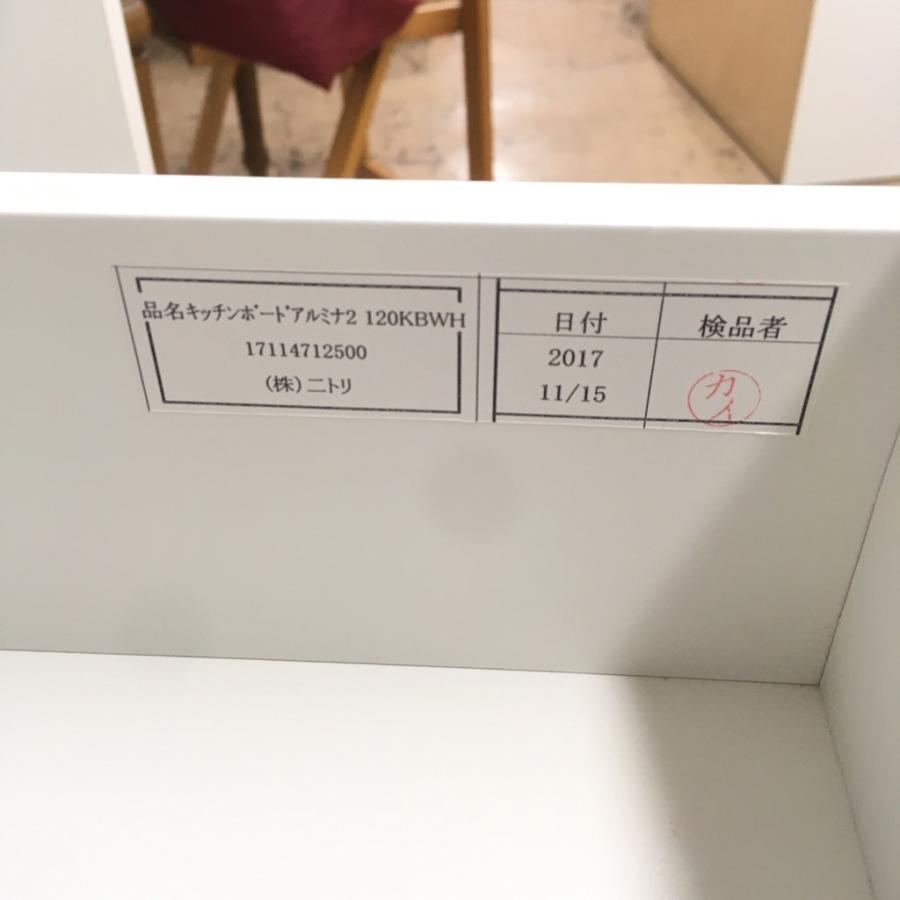 品名キッチンボードアルミナ2 120KBWH
17114712500
(株)ニトリ
日付
検品者
2017
11/15
カイ